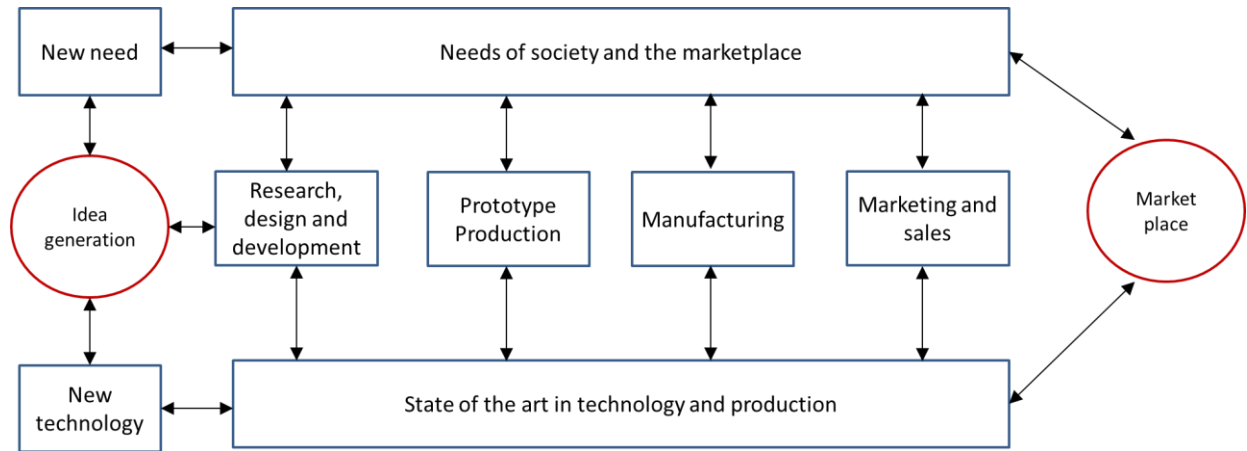 New need
Needs of society and the marketplace
Idea
generation
Research,
design and
development
Prototype
Production
Manufacturing
Marketing and
sales
Market
place
New
technology
State of the art in technology and production